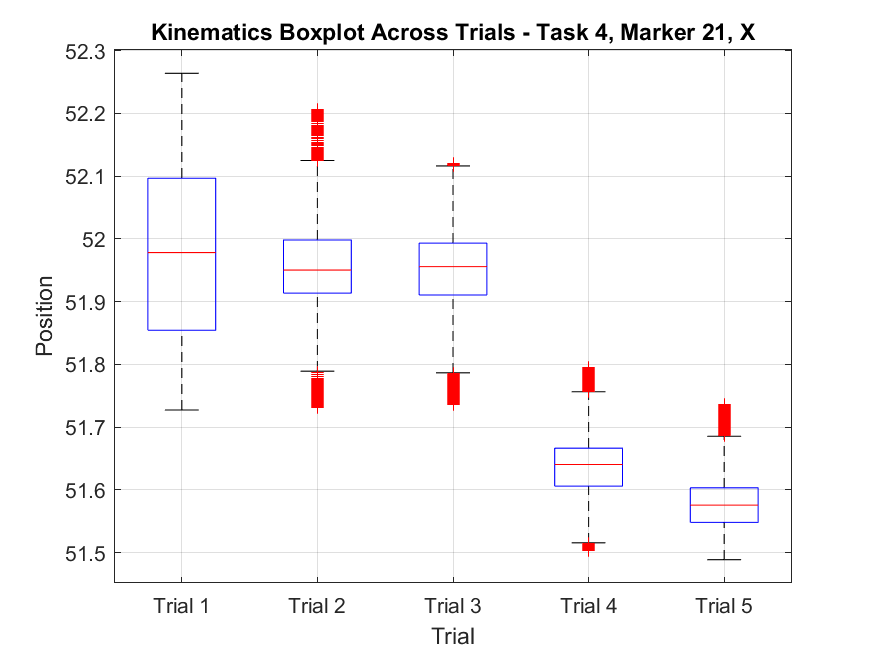 Kinematics Boxplot Across Trials - Task 4, Marker 21, X
52.3
52.2
52.1
52
51.9
51.8
51.7
51.6
51.5
Position
Trial 1 Trial 2 Trial 3 Trial 4 Trial 5
Trial